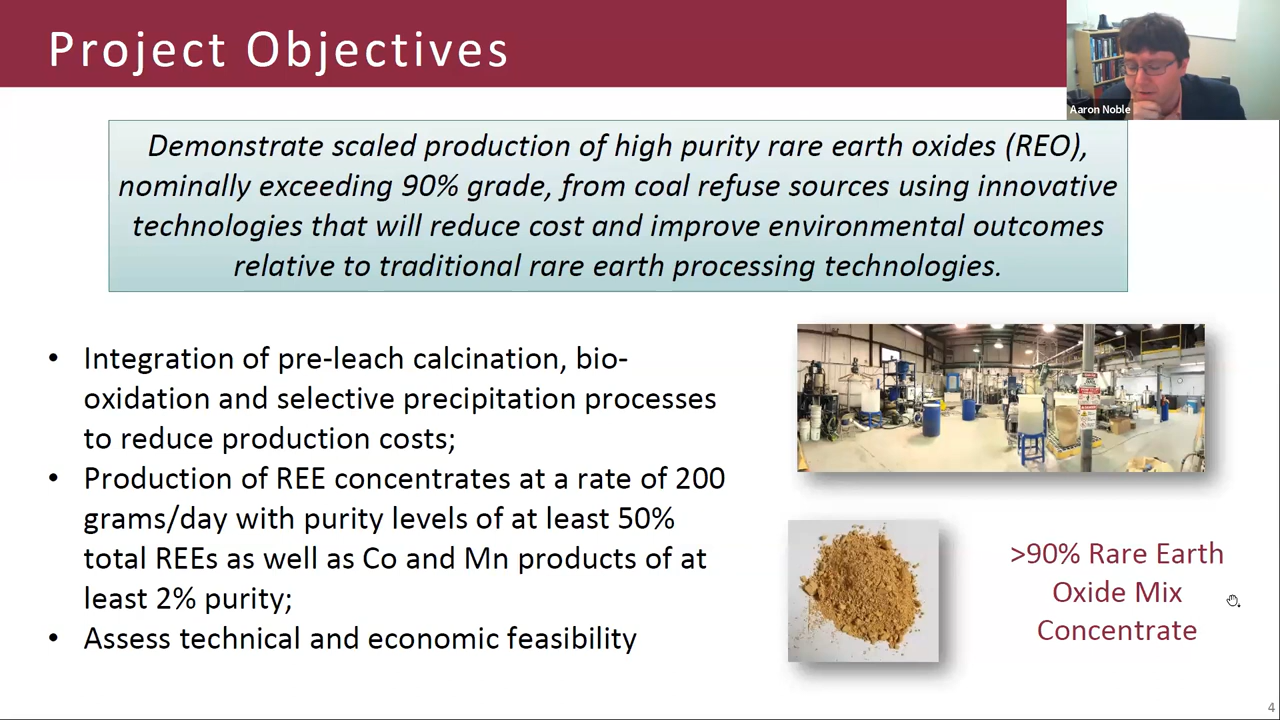 Project Objectives
Aaron Noble
Demonstrate scaled production of high purity rare earth oxides (REO),
nominally exceeding 90% grade, from coal refuse sources using innovative
technologies that will reduce cost and improve environmental outcomes
relative to traditional rare earth processing technologies.
• Integration of pre-leach calcination, bio-
oxidation and selective precipitation processes
to reduce production costs;
• Production of REE concentrates at a rate of 200
grams/day with purity levels of at least 50%
total REEs as well as Co and Mn products of at
least 2% purity;
• Assess technical and economic feasibility
>90% Rare Earth
Oxide Mix
Concentrate
4